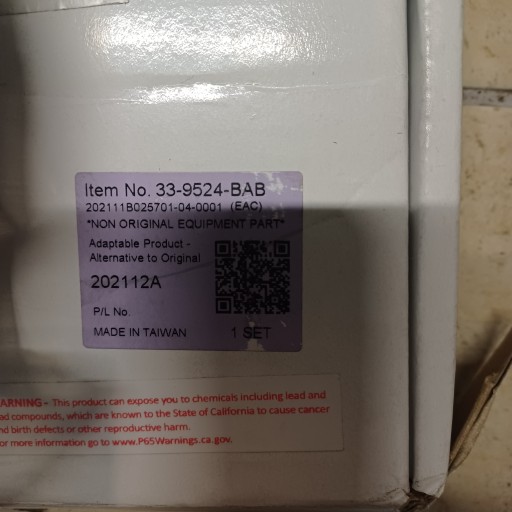 Item No. 33-9524-BAB
202111B025701-04-0001 (EAC)
*NON ORIGINAL EQUIPMENT PART*
Adaptable Product -
Alternative to Original
202112A
P/L No.
MADE IN TAIWAN 1 SET
ARNING - This product can expose you to chemicals including lead and
ad compounds, which are known to the State of California to cause cancer
nd birth defects or other reproductive harm.
or more information go to www.P65Warnings.ca.gov.